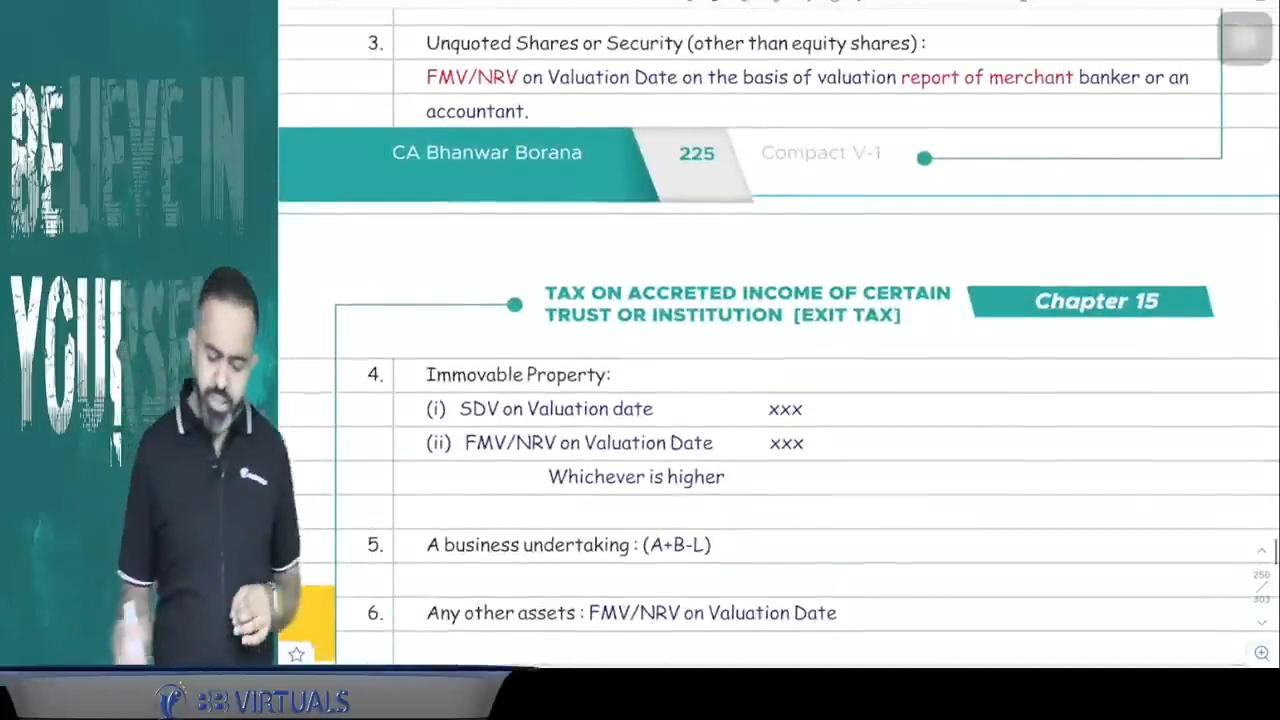 BELIEVE IN
3. Unquoted Shares or Security (other than equity shares) :
FMV/NRV on Valuation Date on the basis of valuation report of merchant banker or an
accountant.
CA Bhanwar Borana 225 Compact V-1
TAX ON ACCRETED INCOME OF CERTAIN
TRUST OR INSTITUTION [EXIT TAX]
Chapter 15
4. Immovable Property:
(i) SDV on Valuation date xxx
(ii) FMV/NRV on Valuation Date xxx
Whichever is higher
5. A business undertaking : (A+B-L)
6. Any other assets : FMV/NRV on Valuation Date
250
303
BB VIRTUALS